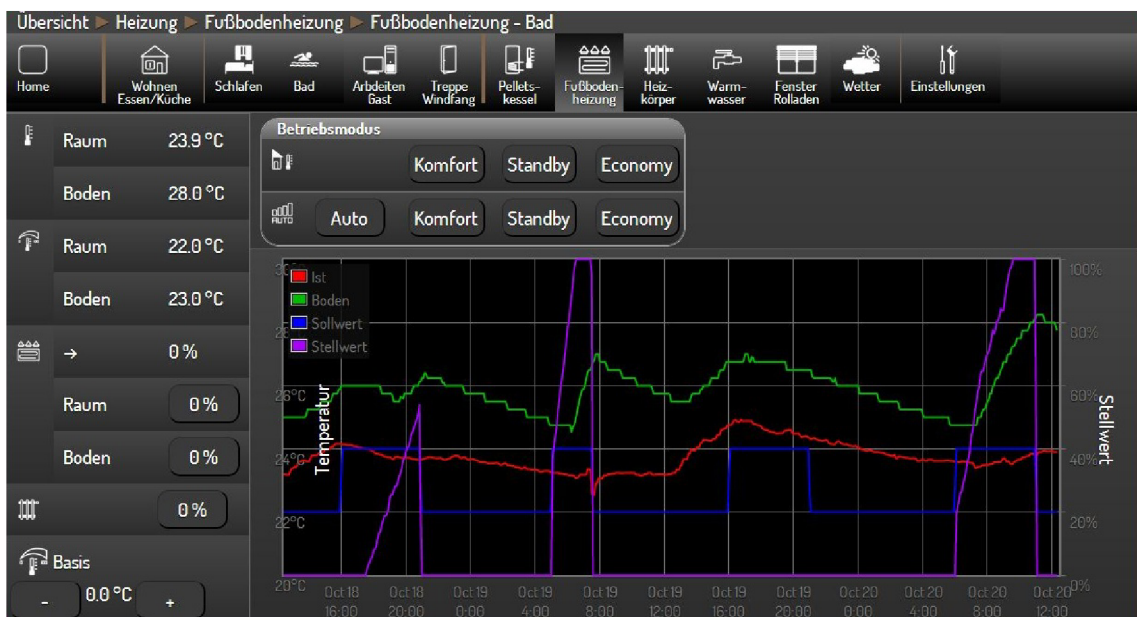 Übersicht ▶ Heizung ▶ Fußbodenheizung ▶ Fußbodenheizung - Bad
Home
Wohnen
Essen/Küche
Schlafen
Bad
Arbdeiten
Gast
Treppe
Windfang
Pellets-
kessel
Fußboden-
heizung
Heiz-
körper
Warm-
wasser
Fenster
Rolladen
Wetter
Einstellungen
Raum 23.9 °C
Boden 28.0 °C
Raum 22.0 °C
Boden 23.0 °C
→ 0 %
Raum 0 %
Boden 0 %
0 %
Basis
- 0.0 °C +
Betriebsmodus
Komfort Standby Economy
AUTO Auto Komfort Standby Economy
Ist
Boden
Sollwert
Stellwert
Temperatur
30°C
28°C
26°C
24°C
22°C
20°C
100%
80%
60%
40%
20%
0%
Stellwert
Oct 18 Oct 18 Oct 19 Oct 19 Oct 19 Oct 19 Oct 19 Oct 19 Oct 20 Oct 20 Oct 20 Oct 20
16:00 20:00 0:00 4:00 8:00 12:00 16:00 20:00 0:00 4:00 8:00 12:00